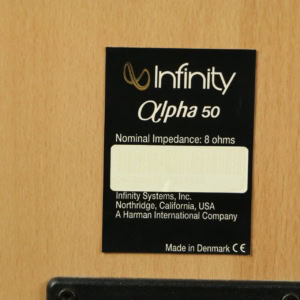 Infinity
alpha 50
Nominal Impedance: 8 ohms
Infinity Systems, Inc.
Northridge, California, USA
A Harman International Company
Made in Denmark CE